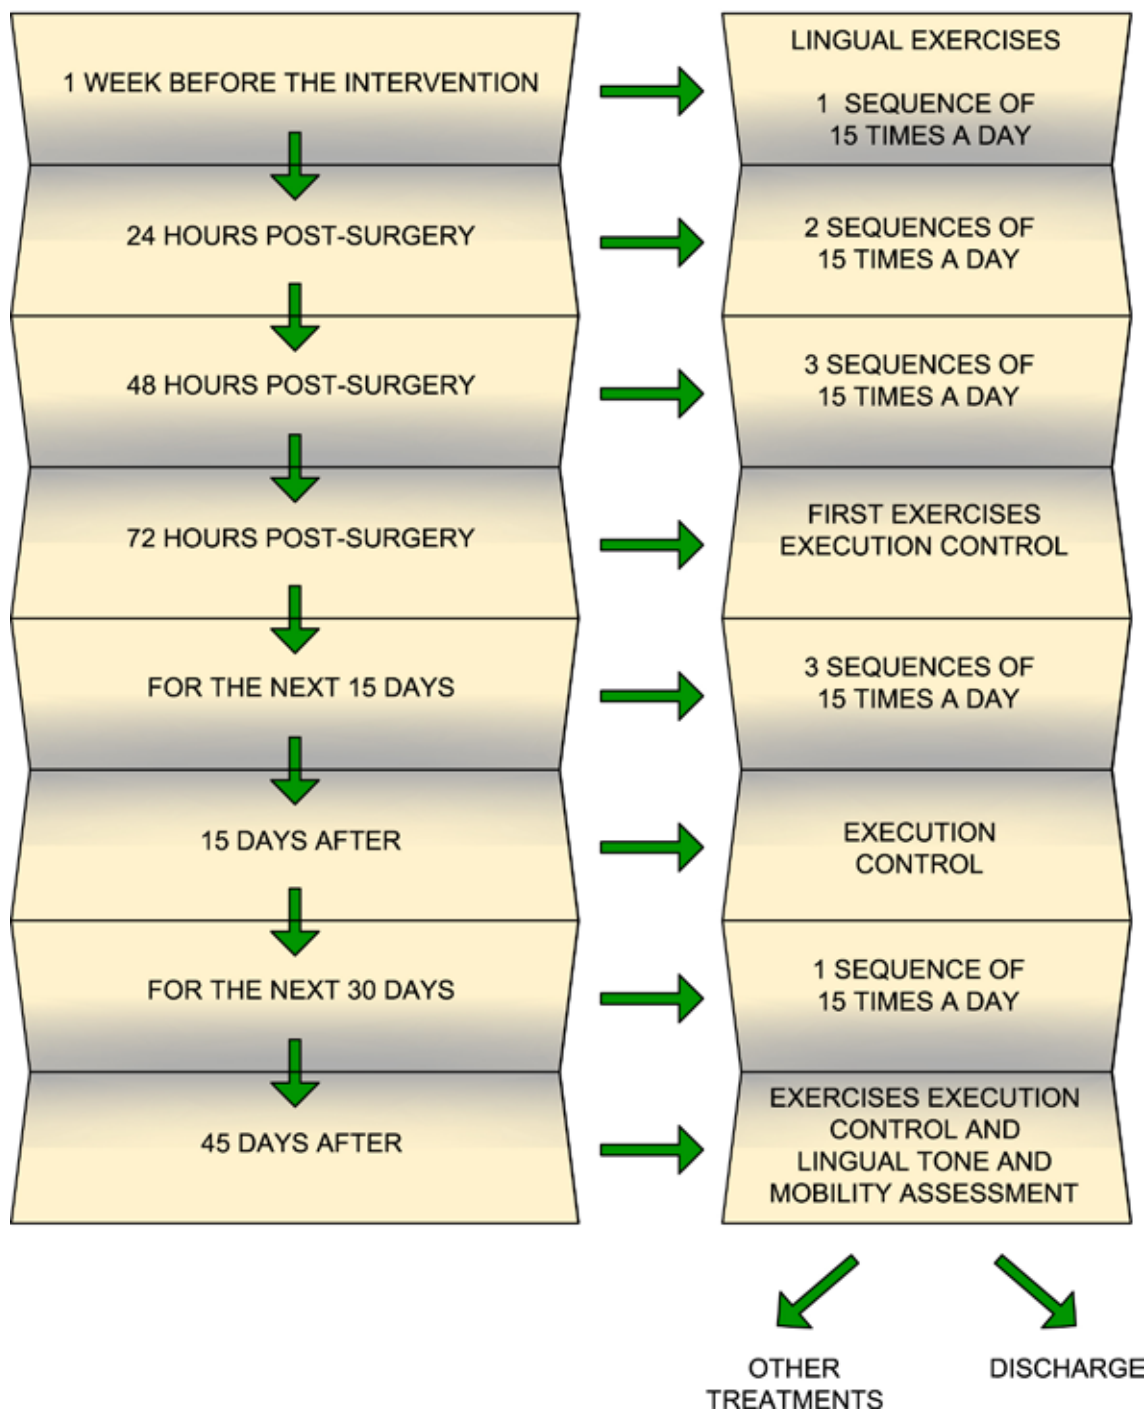 1 WEEK BEFORE THE INTERVENTION
LINGUAL EXERCISES
1 SEQUENCE OF
15 TIMES A DAY
24 HOURS POST-SURGERY
2 SEQUENCES OF
15 TIMES A DAY
48 HOURS POST-SURGERY
3 SEQUENCES OF
15 TIMES A DAY
72 HOURS POST-SURGERY
FIRST EXERCISES
EXECUTION CONTROL
FOR THE NEXT 15 DAYS
3 SEQUENCES OF
15 TIMES A DAY
15 DAYS AFTER
EXECUTION
CONTROL
FOR THE NEXT 30 DAYS
1 SEQUENCE OF
15 TIMES A DAY
45 DAYS AFTER
EXERCISES EXECUTION
CONTROL AND
LINGUAL TONE AND
MOBILITY ASSESSMENT
OTHER
TREATMENTS
DISCHARGE